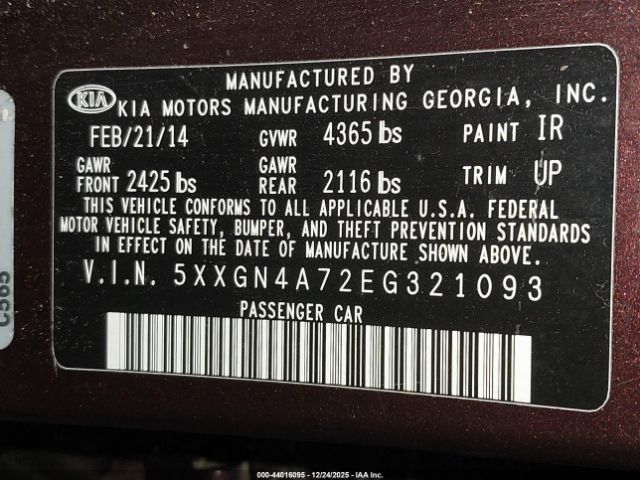 MANUFACTURED BY
KIA KIA MOTORS MANUFACTURING GEORGIA, INC.
FEB/21/14 GVWR 4365 lbs PAINT IR
GAWR FRONT 2425 lbs GAWR REAR 2116 lbs TRIM UP
THIS VEHICLE CONFORMS TO ALL APPLICABLE U.S.A. FEDERAL
MOTOR VEHICLE SAFETY, BUMPER, AND THEFT PREVENTION STANDARDS
IN EFFECT ON THE DATE OF MANUFACTURE SHOWN ABOVE.
V.I.N. 5XXGN4A72EG321093
PASSENGER CAR
C565
000-44016095 - 12/24/2025 - IAA Inc.